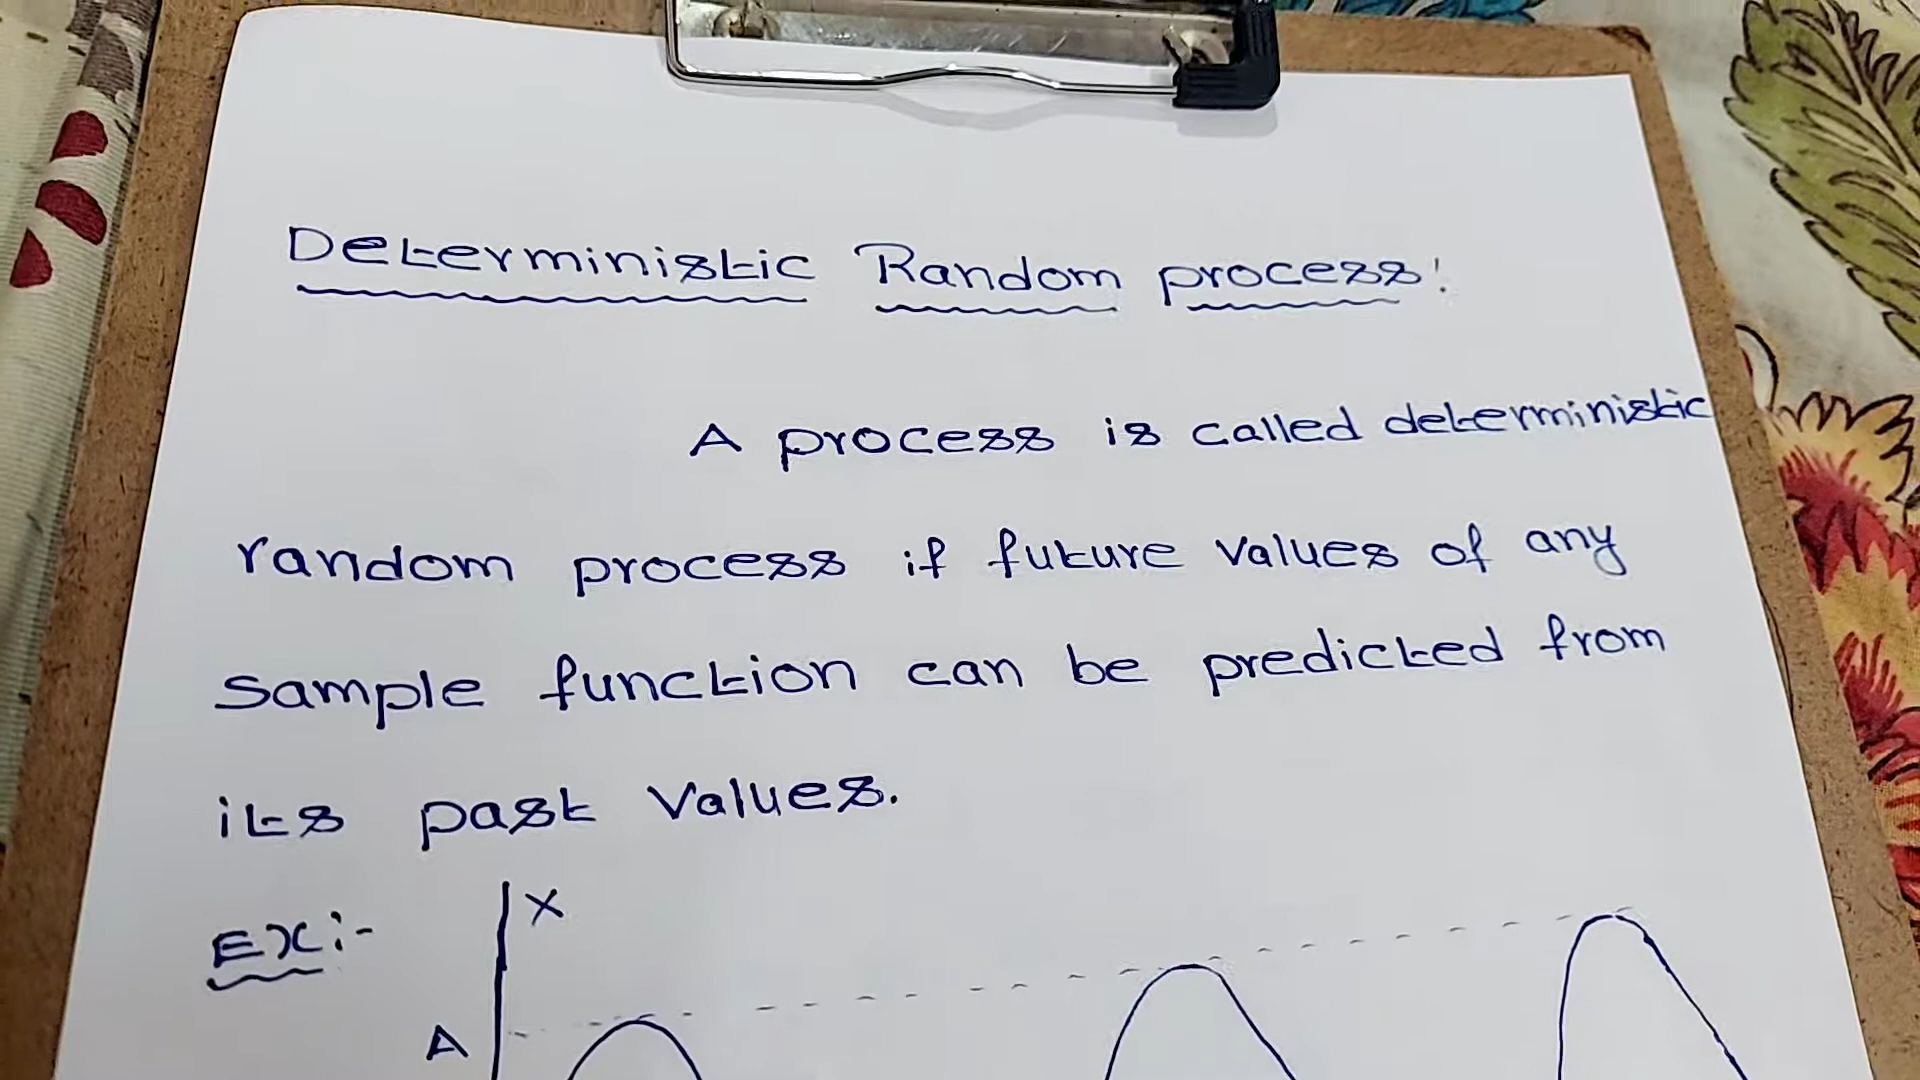 Deterministic Random process:
A process is called deterministic
random process if future values of any
sample function can be predicted from
its past values.
Ex:-
X
A